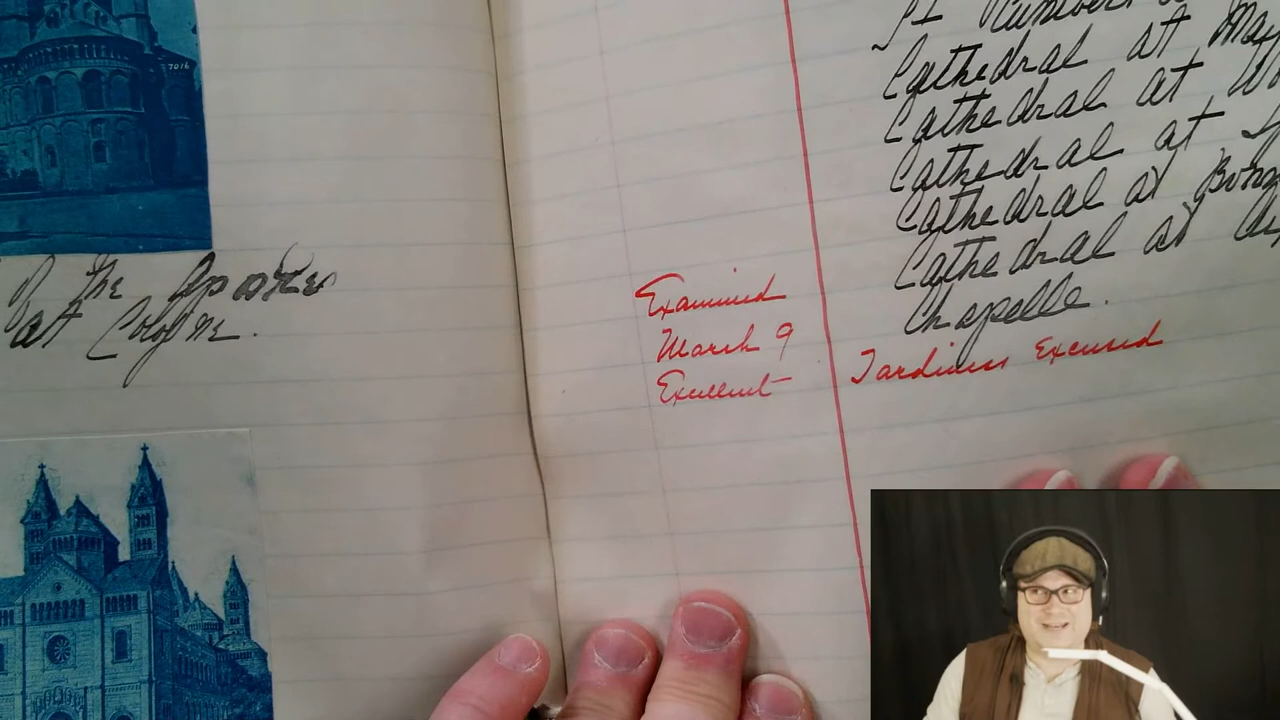 7016
of the Apostles
at Cologne.
Cathedral at
Cathedral at
Cathedral at
Cathedral at
Cathedral at
Chapelle.
Examined
March 9
Excellent
Tardiness Excused